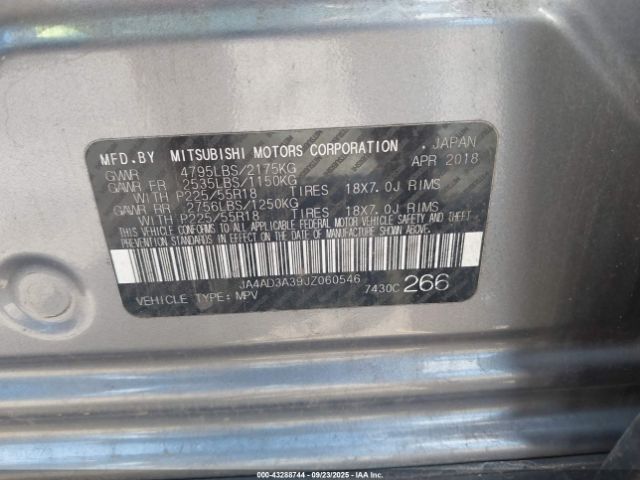 MFD.BY MITSUBISHI MOTORS CORPORATION . JAPAN
GVWR 4795LBS/2175KG APR 2018
GAWR FR 2535LBS/1150KG
WITH P225/55R18 TIRES 18X7.0J RIMS
GAWR RR 2756LBS/1250KG
WITH P225/55R18 TIRES 18X7.0J RIMS
THIS VEHICLE CONFORMS TO ALL APPLICABLE FEDERAL MOTOR VEHICLE SAFETY AND THEFT
PREVENTION STANDARDS IN EFFECT ON THE DATE OF MANUFACTURE SHOWN ABOVE.
JA4AD3A39JZ060546
VEHICLE TYPE: MPV 7430C 266
000-43288744 - 09/23/2025 - IAA, Inc.